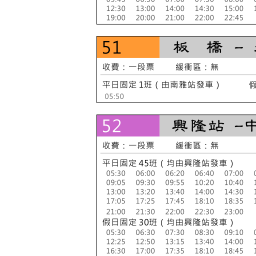 12:30 13:00 14:00 14:30 15:00
19:00 20:00 21:00 22:00 22:45
51 板 橋 -
收費：一段票 緩衝區：無
平日固定1班（由南雅站發車）
05:50
52 興隆站 -中
收費：一段票 緩衝區：無
平日固定45班（均由興隆站發車）
05:30 06:00 06:20 06:40 07:00
09:05 09:30 09:55 10:20 10:40
13:00 13:20 13:40 14:00 14:30
17:05 17:25 17:45 18:10 18:35
21:00 21:30 22:00 22:30 23:00
假日固定30班（均由興隆站發車）
05:30 06:30 07:30 08:30 09:10
12:25 12:50 13:15 13:40 14:00
16:30 17:00 17:35 18:10 18:45